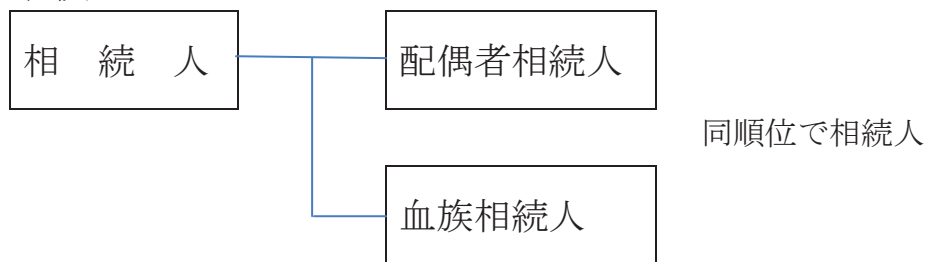 相　続　人
配偶者相続人
同順位で相続人
血族相続人